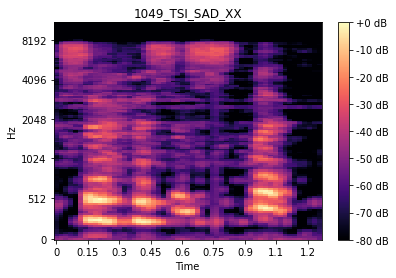 1049_TSI_SAD_XX
8192
4096
2048
1024
512
0
Hz
0
0.15
0.3
0.45
0.6
0.75
0.9
1.1
1.2
Time
+0 dB
-10 dB
-20 dB
-30 dB
-40 dB
-50 dB
-60 dB
-70 dB
-80 dB